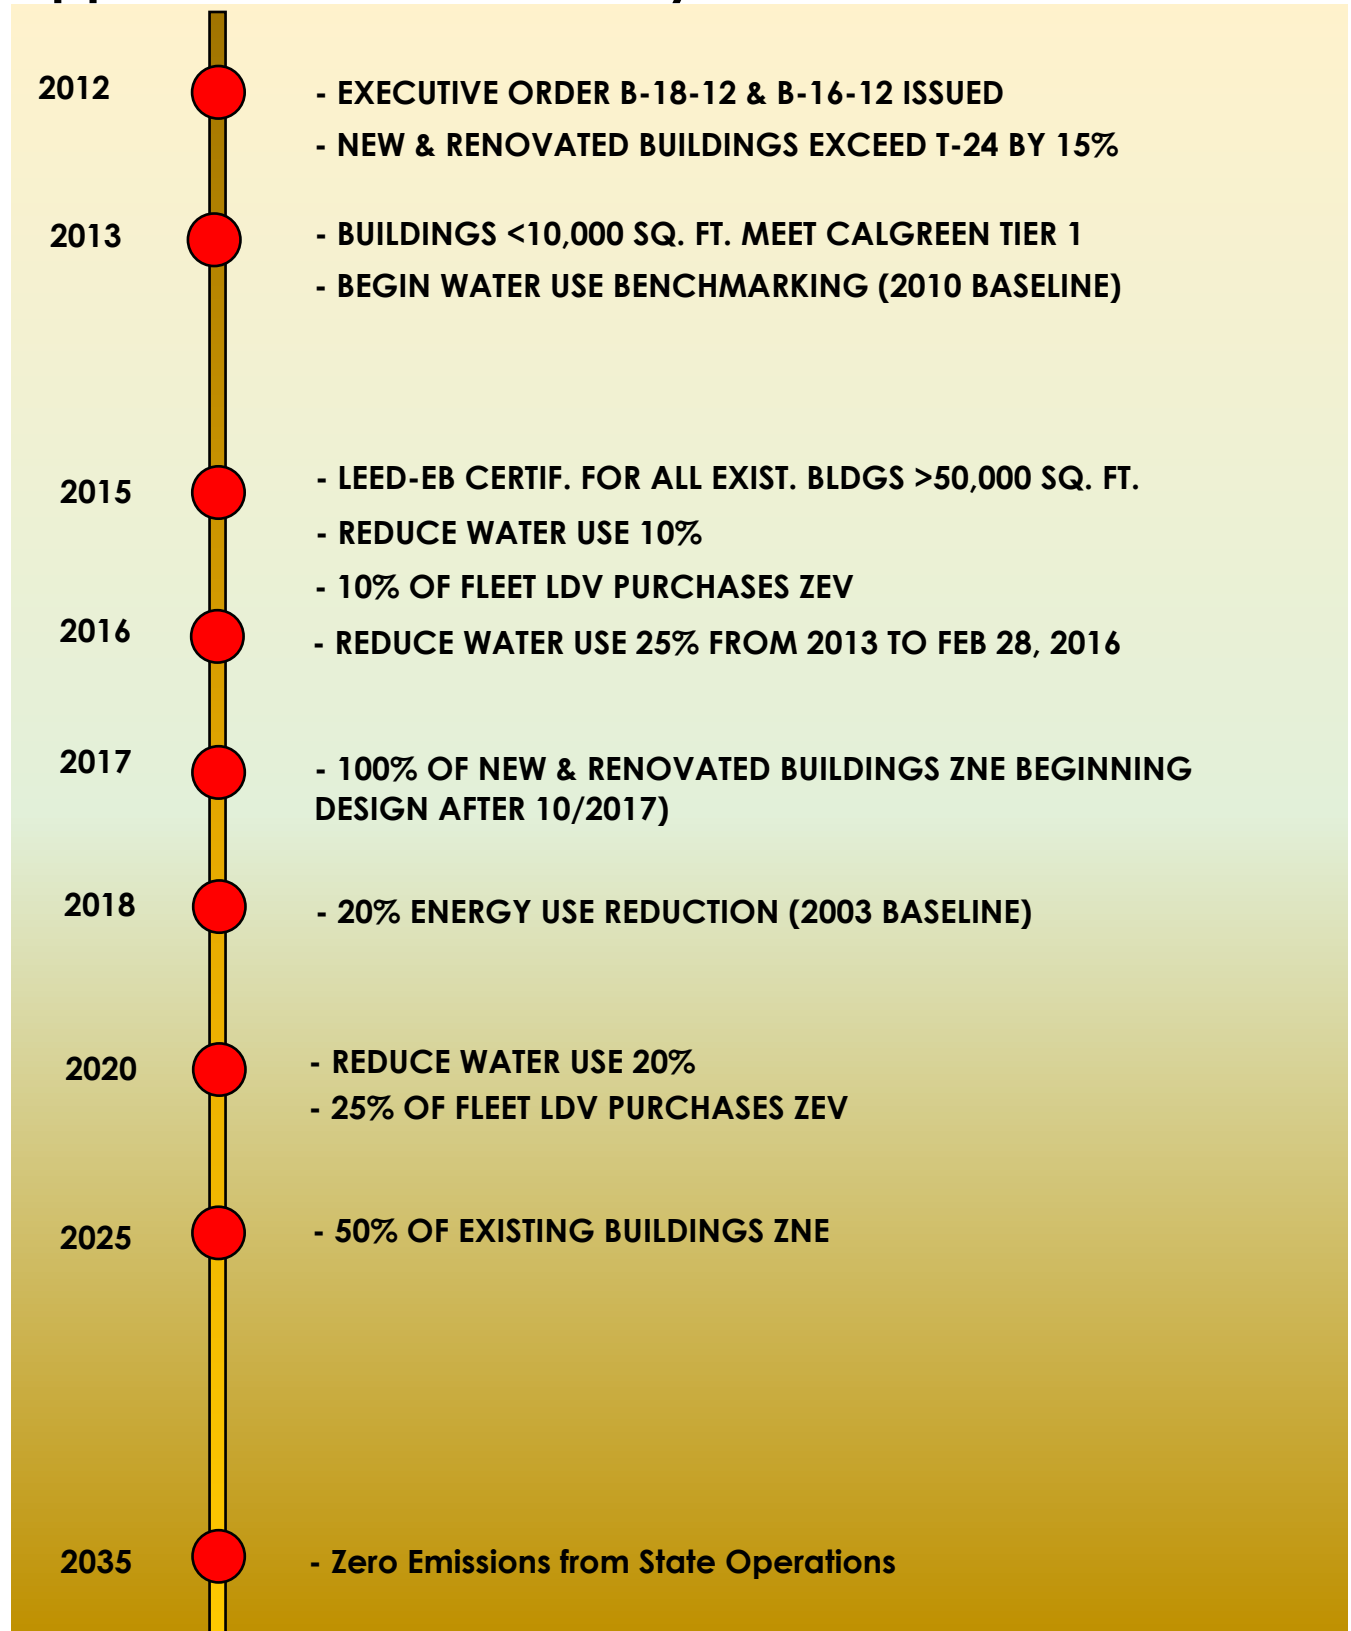 2012
- EXECUTIVE ORDER B-18-12 & B-16-12 ISSUED
- NEW & RENOVATED BUILDINGS EXCEED T-24 BY 15%
2013
- BUILDINGS <10,000 SQ. FT. MEET CALGREEN TIER 1
- BEGIN WATER USE BENCHMARKING (2010 BASELINE)
2015
- LEED-EB CERTIF. FOR ALL EXIST. BLDGS >50,000 SQ. FT.
- REDUCE WATER USE 10%
- 10% OF FLEET LDV PURCHASES ZEV
2016
- REDUCE WATER USE 25% FROM 2013 TO FEB 28, 2016
2017
- 100% OF NEW & RENOVATED BUILDINGS ZNE BEGINNING
DESIGN AFTER 10/2017)
2018
- 20% ENERGY USE REDUCTION (2003 BASELINE)
2020
- REDUCE WATER USE 20%
- 25% OF FLEET LDV PURCHASES ZEV
2025
- 50% OF EXISTING BUILDINGS ZNE
2035
- Zero Emissions from State Operations